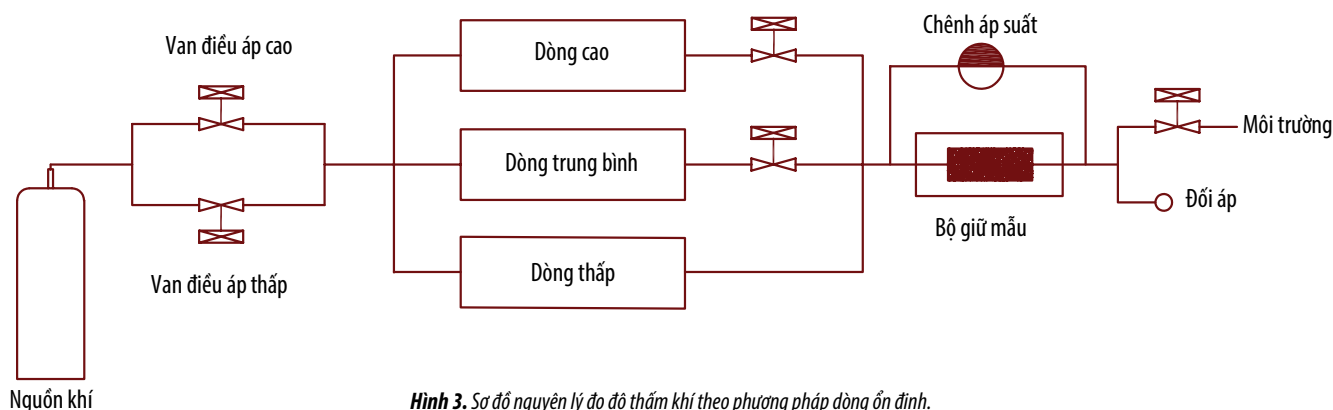 Van điều áp cao
Van điều áp thấp
Nguồn khí
Dòng cao
Dòng trung bình
Dòng thấp
Chênh áp suất
Bộ giữ mẫu
Môi trường
Đối áp
Hình 3. Sơ đồ nguyên lý đo độ thấm khí theo phương pháp dòng ổn định.